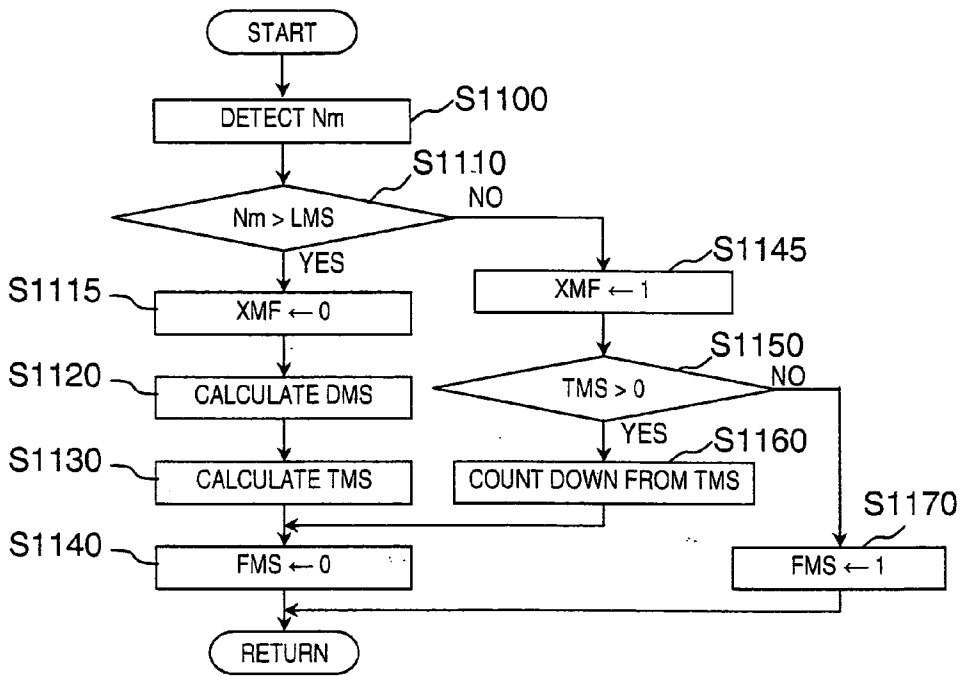 START
S1100
DETECT Nm
S1110
Nm > LMS
NO
YES
S1115
XMF ← 0
S1145
XMF ← 1
S1120
CALCULATE DMS
S1150
TMS > 0
NO
YES
S1130
CALCULATE TMS
S1160
COUNT DOWN FROM TMS
S1140
FMS ← 0
S1170
FMS ← 1
RETURN